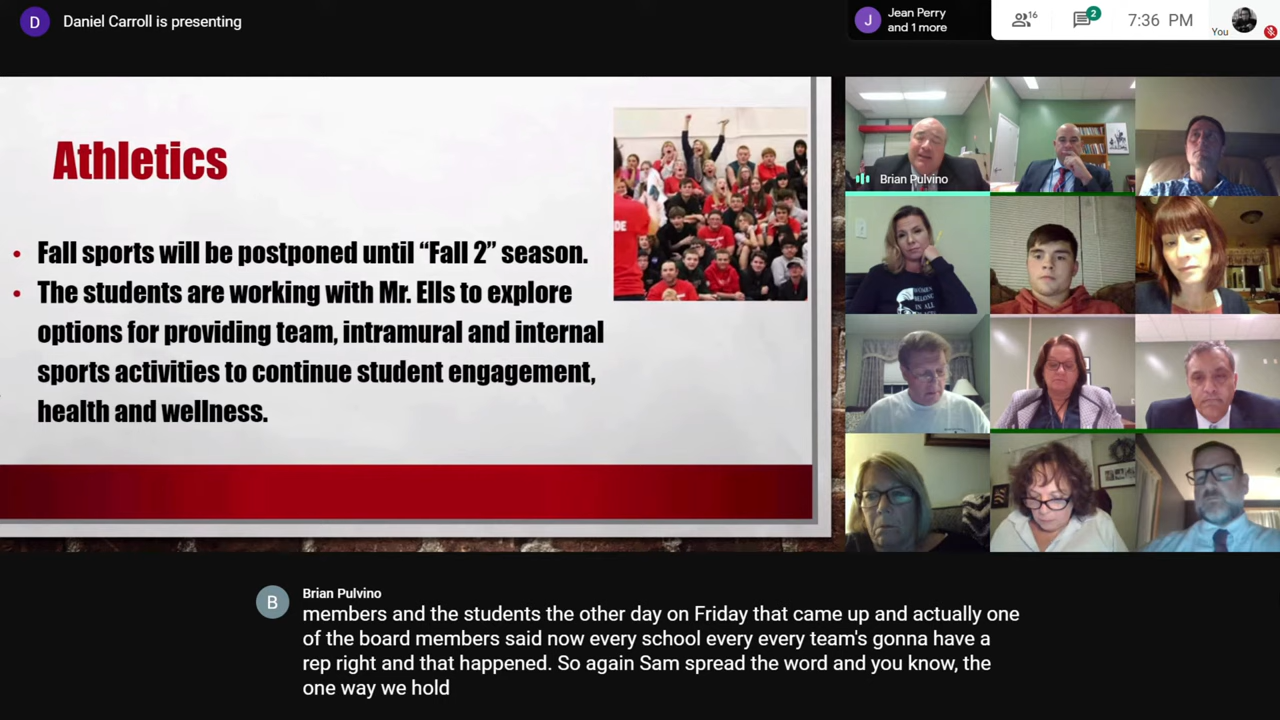 D
Daniel Carroll is presenting
J
Jean Perry
and 1 more
16
2
7:36 PM
You
Athletics
• Fall sports will be postponed until “Fall 2” season.
• The students are working with Mr. Ells to explore
options for providing team, intramural and internal
sports activities to continue student engagement,
health and wellness.
Brian Pulvino
WOMEN
BELONG
IN ALL
B
Brian Pulvino
members and the students the other day on Friday that came up and actually one
of the board members said now every school every every team's gonna have a
rep right and that happened. So again Sam spread the word and you know, the
one way we hold